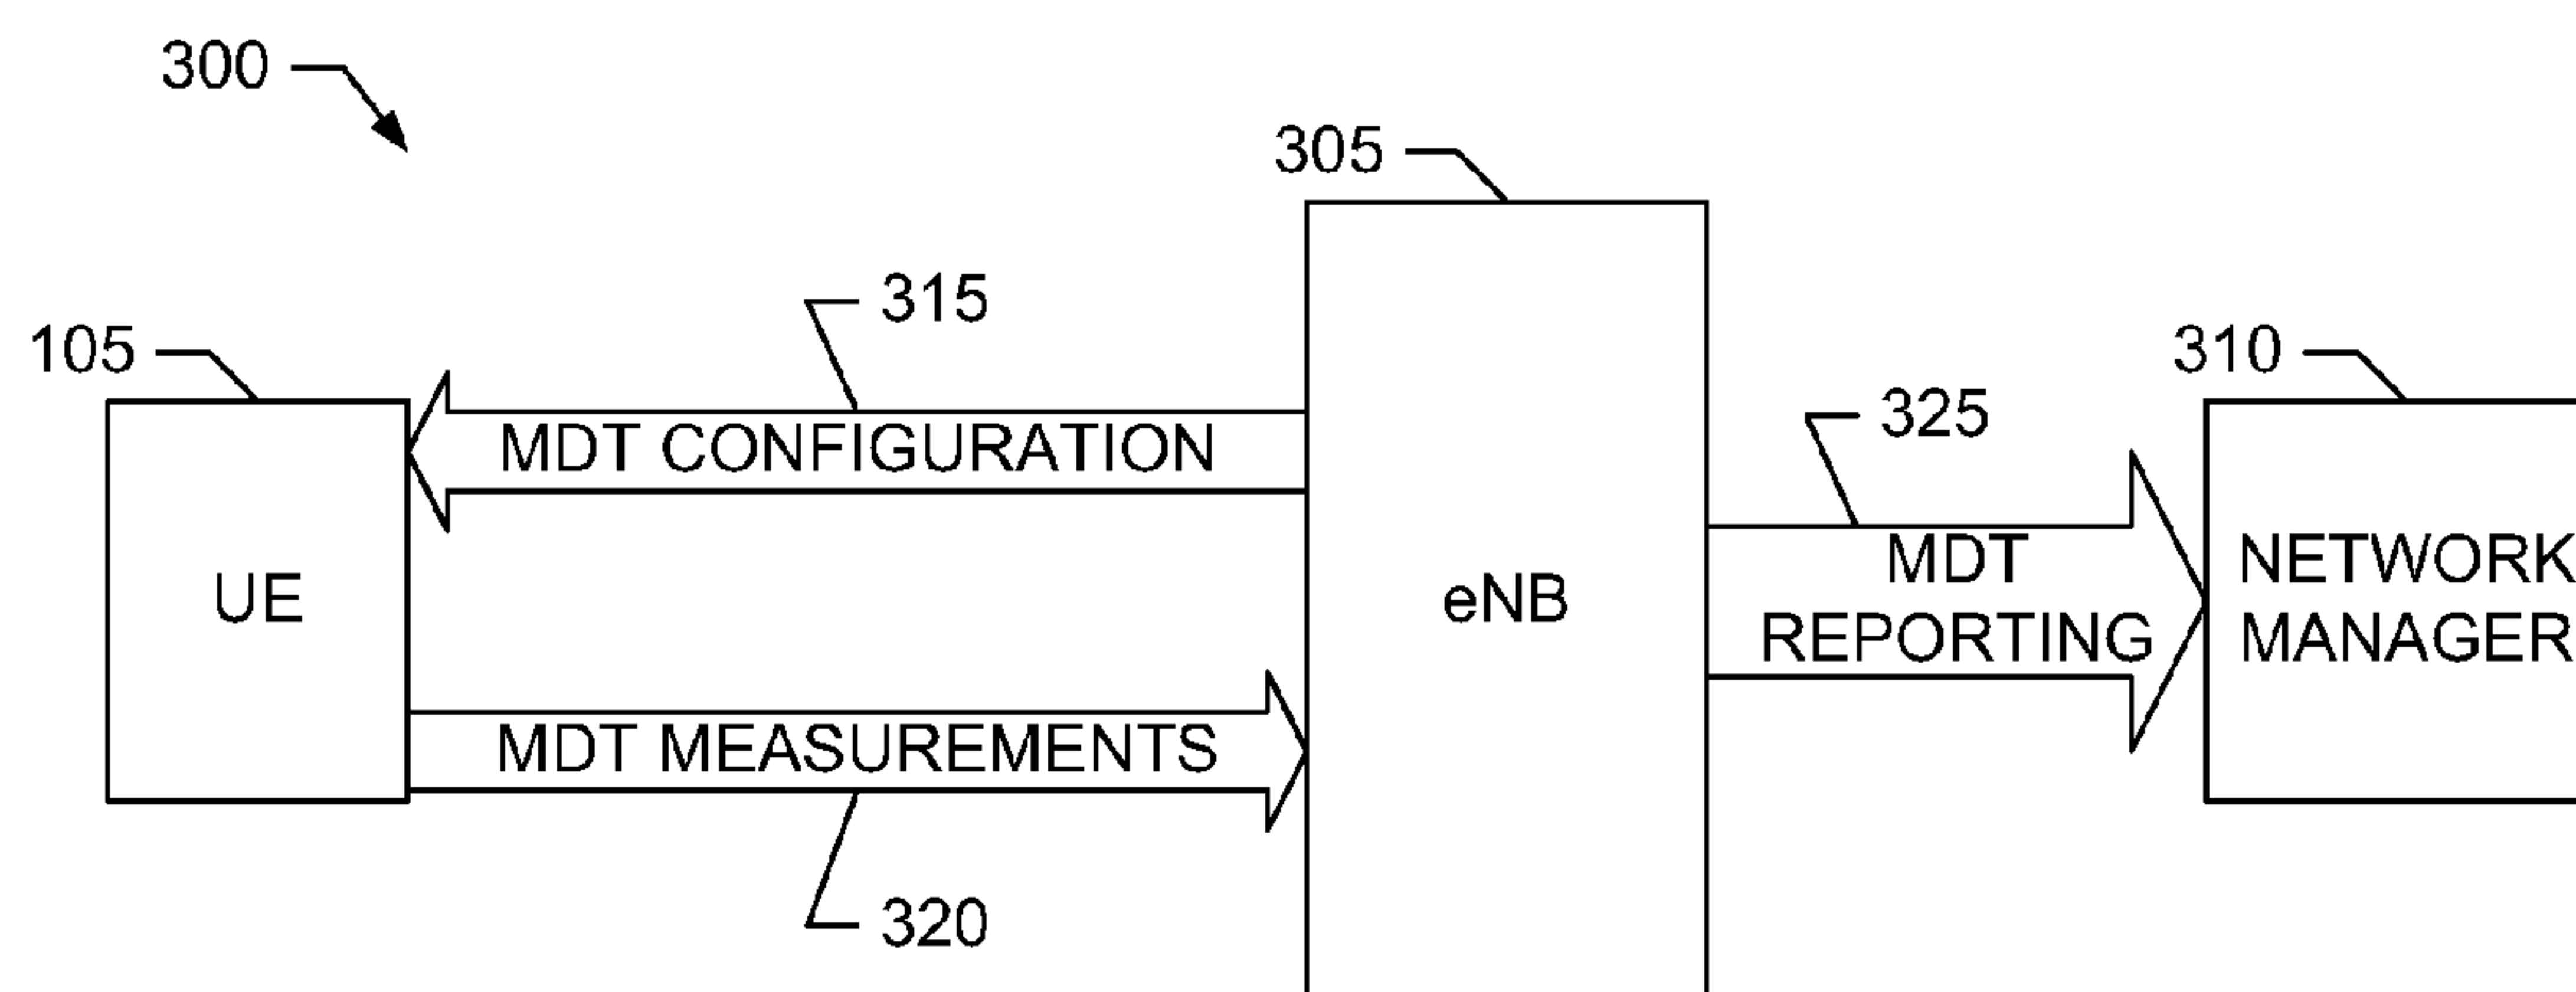 300
305
315
105
310
325
MDT CONFIGURATION
UE
eNB
MDT
REPORTING
NETWORK
MANAGER
MDT MEASUREMENTS
320